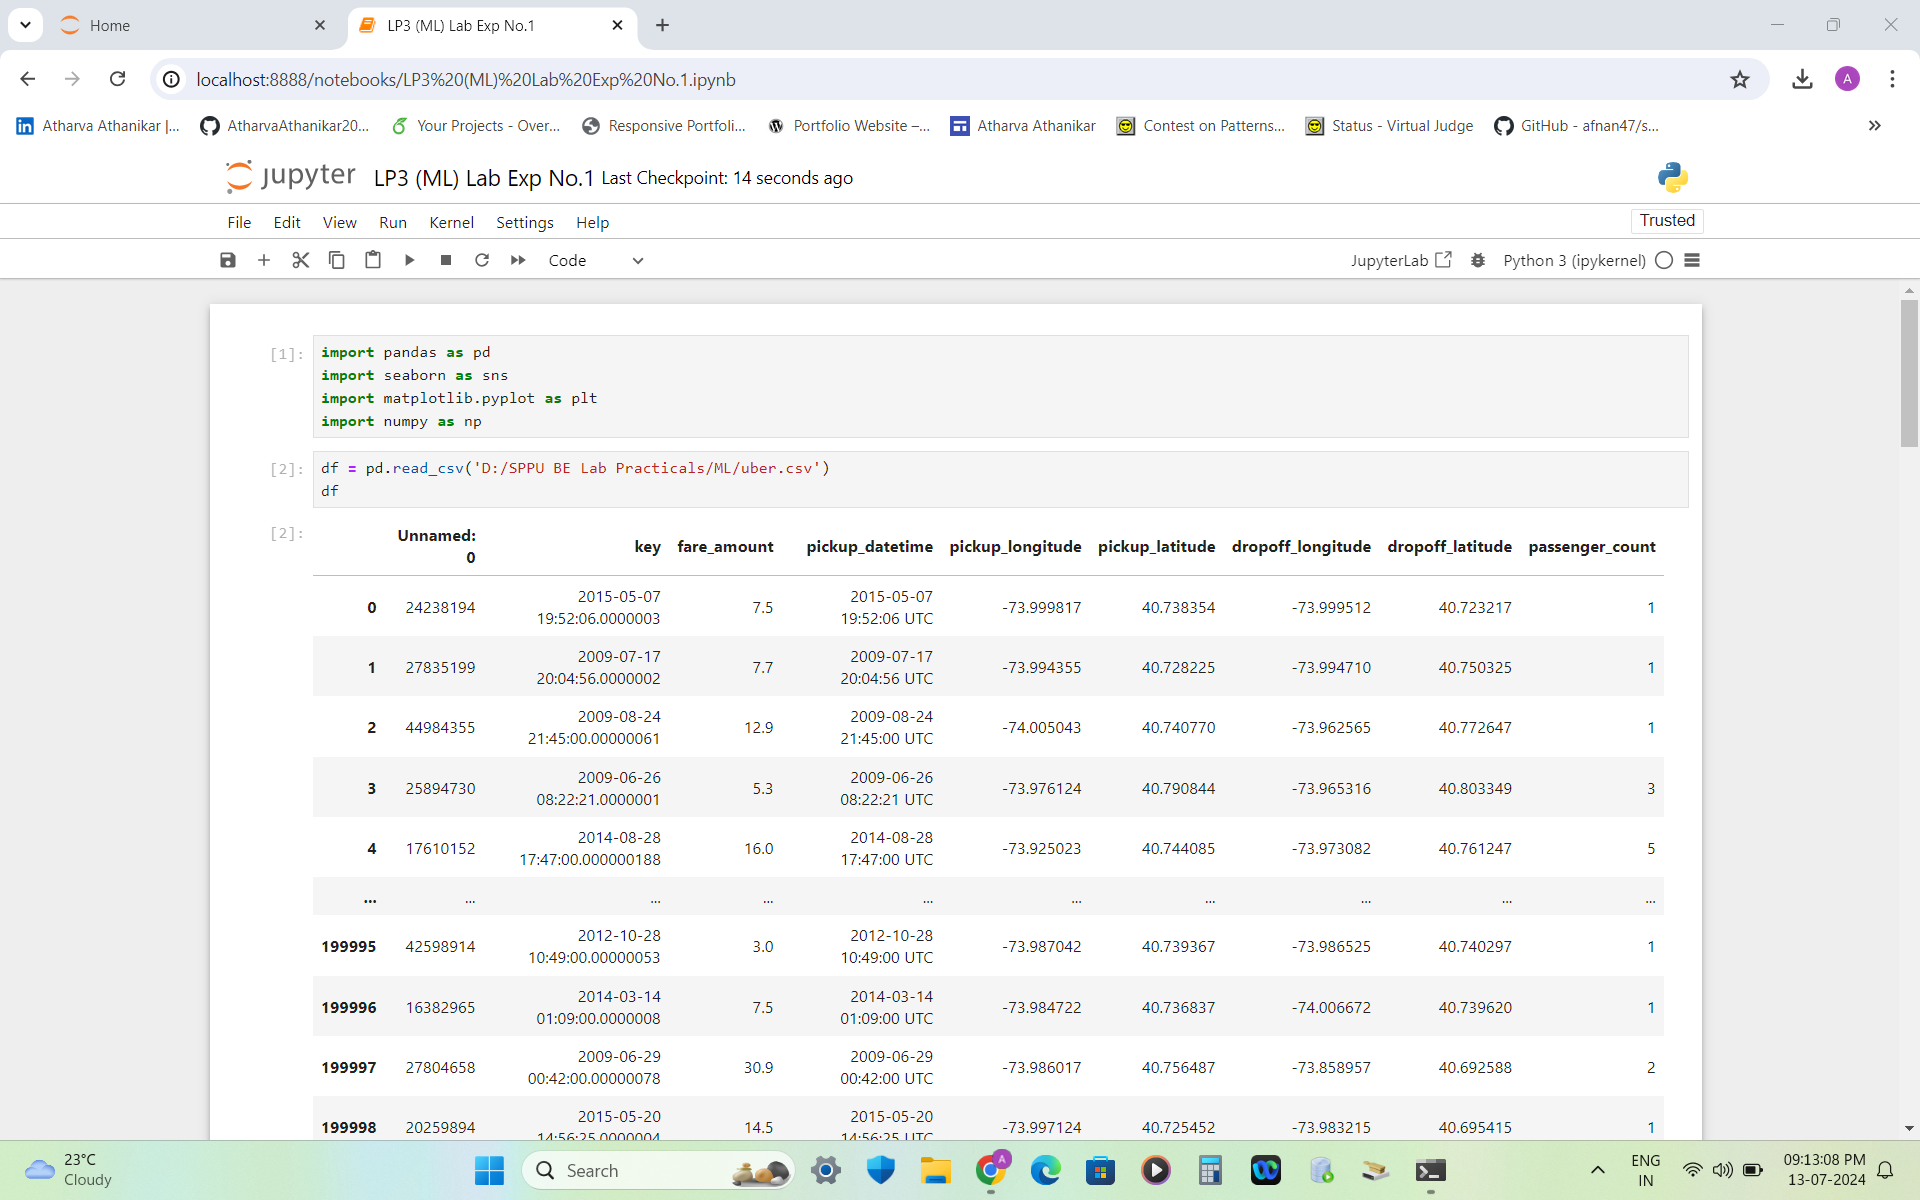 Home
LP3 (ML) Lab Exp No.1
localhost:8888/notebooks/LP3%20(ML)%20Lab%20Exp%20No.1.ipynb
A
Atharva Athanikar |...
AtharvaAthanikar20...
Your Projects - Over...
Responsive Portfoli...
Portfolio Website –...
Atharva Athanikar
Contest on Patterns...
Status - Virtual Judge
GitHub - afnan47/s...
jupyter LP3 (ML) Lab Exp No.1 Last Checkpoint: 14 seconds ago
File Edit View Run Kernel Settings Help
Trusted
Code
JupyterLab
Python 3 (ipykernel)
[1]:
import pandas as pd
import seaborn as sns
import matplotlib.pyplot as plt
import numpy as np
[2]:
df = pd.read_csv('D:/SPPU BE Lab Practicals/ML/uber.csv')
df
[2]:
Unnamed: 0 key fare_amount pickup_datetime pickup_longitude pickup_latitude dropoff_longitude dropoff_latitude passenger_count
0 24238194 2015-05-07 19:52:06.0000003 7.5 2015-05-07 19:52:06 UTC -73.999817 40.738354 -73.999512 40.723217 1
1 27835199 2009-07-17 20:04:56.0000002 7.7 2009-07-17 20:04:56 UTC -73.994355 40.728225 -73.994710 40.750325 1
2 44984355 2009-08-24 21:45:00.00000061 12.9 2009-08-24 21:45:00 UTC -74.005043 40.740770 -73.962565 40.772647 1
3 25894730 2009-06-26 08:22:21.0000001 5.3 2009-06-26 08:22:21 UTC -73.976124 40.790844 -73.965316 40.803349 3
4 17610152 2014-08-28 17:47:00.000000188 16.0 2014-08-28 17:47:00 UTC -73.925023 40.744085 -73.973082 40.761247 5
... ... ... ... ... ... ... ... ... ...
199995 42598914 2012-10-28 10:49:00.00000053 3.0 2012-10-28 10:49:00 UTC -73.987042 40.739367 -73.986525 40.740297 1
199996 16382965 2014-03-14 01:09:00.0000008 7.5 2014-03-14 01:09:00 UTC -73.984722 40.736837 -74.006672 40.739620 1
199997 27804658 2009-06-29 00:42:00.00000078 30.9 2009-06-29 00:42:00 UTC -73.986017 40.756487 -73.858957 40.692588 2
199998 20259894 2015-05-20 14:56:25.0000004 14.5 2015-05-20 14:56:25 UTC -73.997124 40.725452 -73.983215 40.695415 1
23°C
Cloudy
Search
A
ENG
IN
09:13:08 PM
13-07-2024